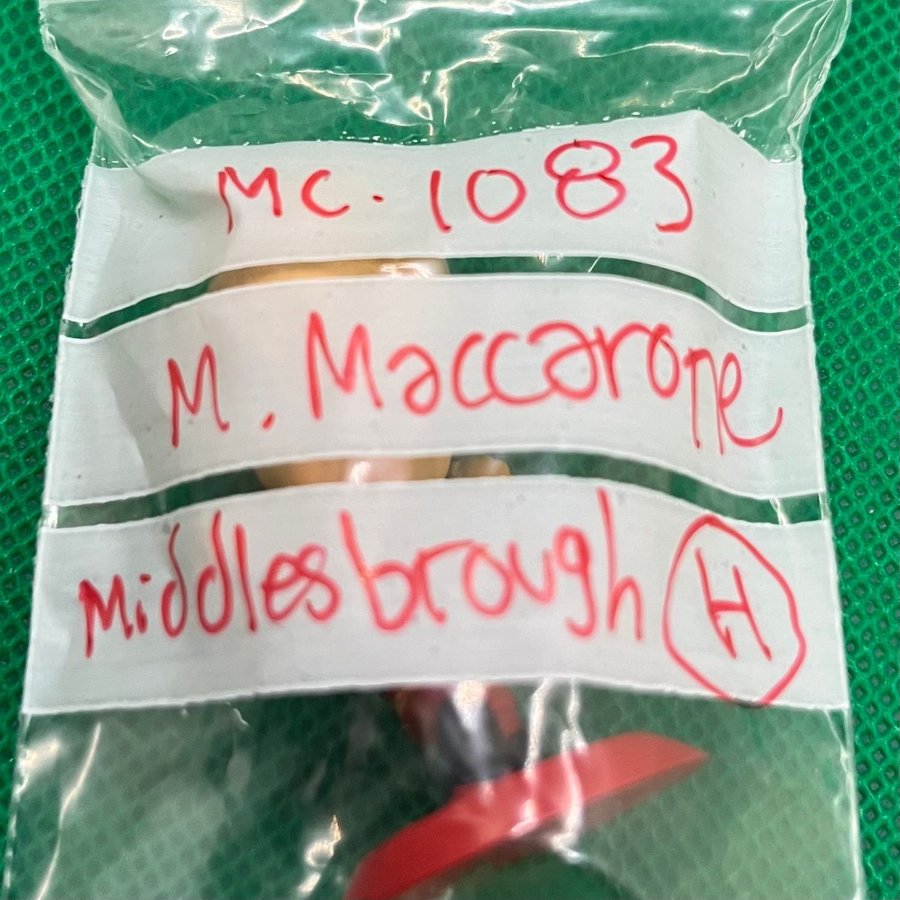 MC. 1083
M. Maccarone
Middlesbrough H